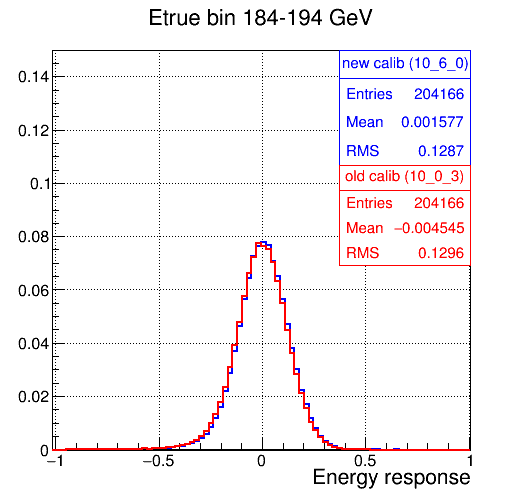 Etrue bin 184-194 GeV
new calib (10_6_0)
Entries 204166
Mean 0.001577
RMS 0.1287
old calib (10_0_3)
Entries 204166
Mean −0.004545
RMS 0.1296
0.14
0.12
0.1
0.08
0.06
0.04
0.02
0
−1 −0.5 0 0.5 1
Energy response